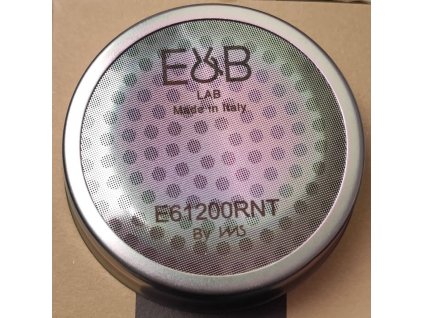 E&B
LAB
Made in Italy
E61200RNT
By IMS